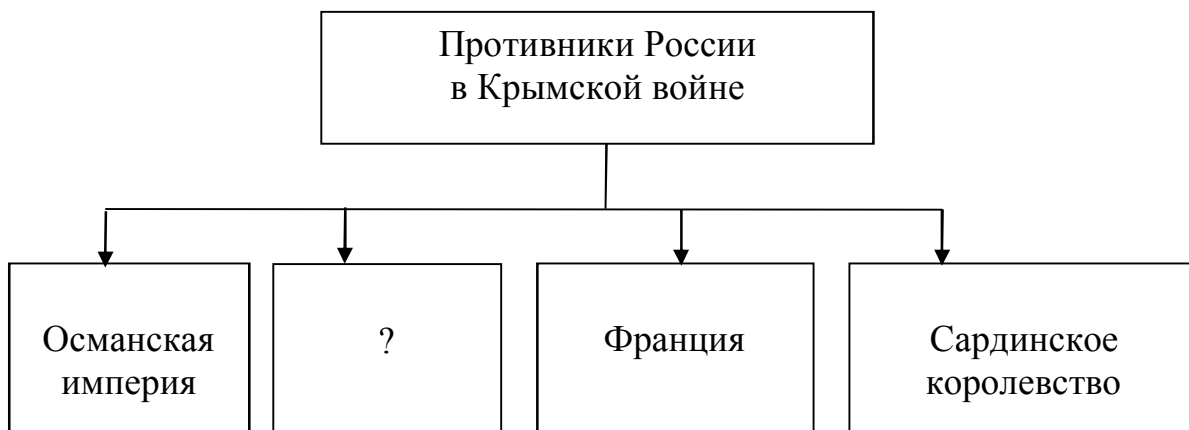 Противники России
в Крымской войне
Османская
империя
?
Франция
Сардинское
королевство